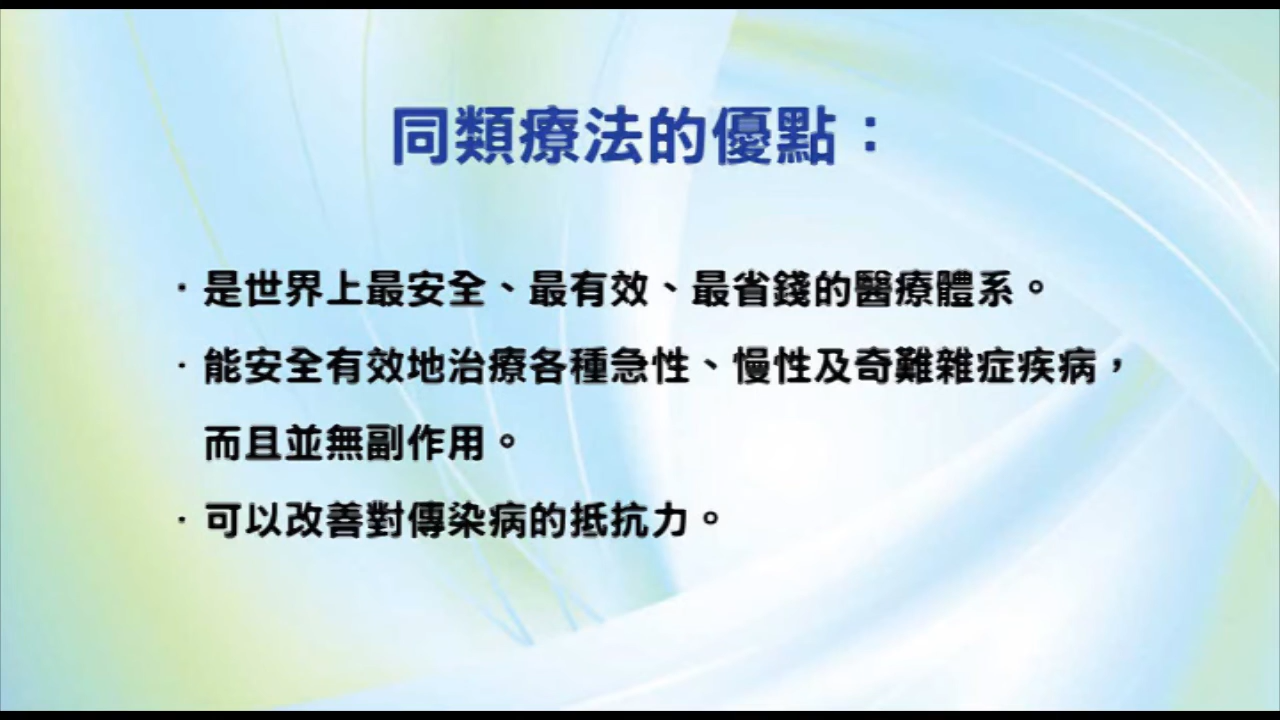 同類療法的優點：
·是世界上最安全、最有效、最省錢的醫療體系。
·能安全有效地治療各種急性、慢性及奇難雜症疾病，
而且並無副作用。
·可以改善對傳染病的抵抗力。